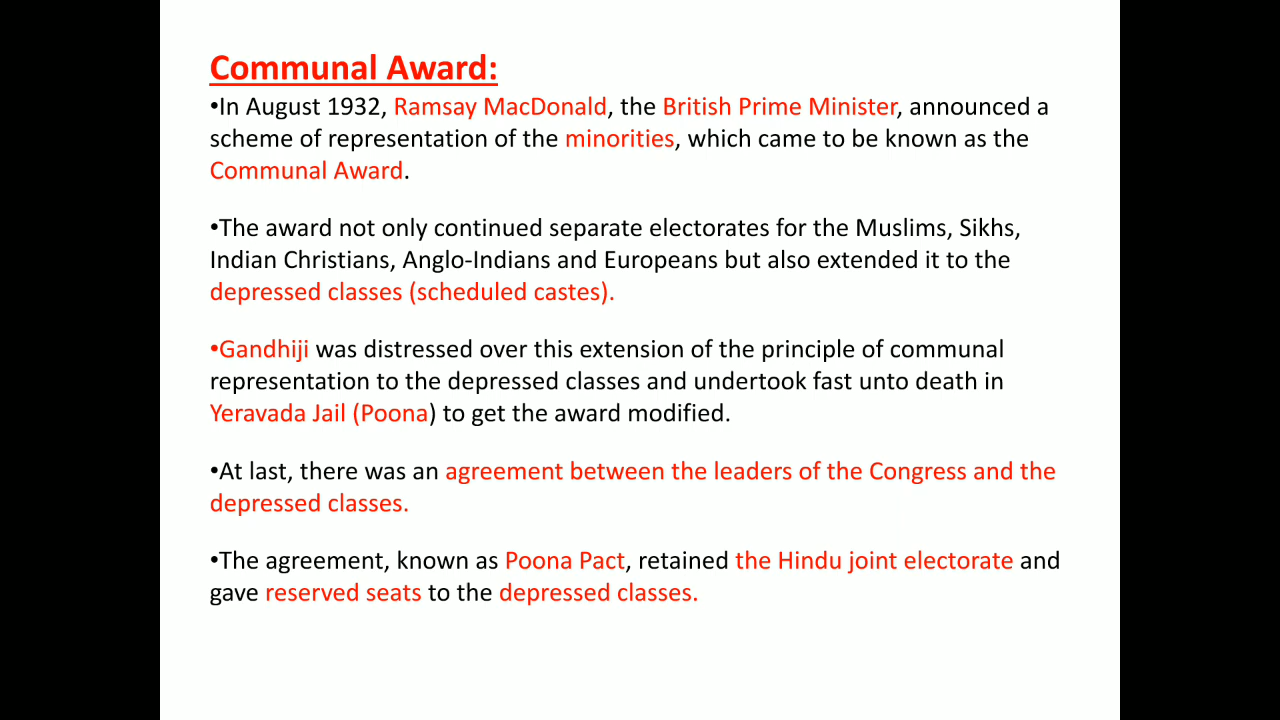 Communal Award:
•In August 1932, Ramsay MacDonald, the British Prime Minister, announced a
scheme of representation of the minorities, which came to be known as the
Communal Award.
•The award not only continued separate electorates for the Muslims, Sikhs,
Indian Christians, Anglo-Indians and Europeans but also extended it to the
depressed classes (scheduled castes).
•Gandhiji was distressed over this extension of the principle of communal
representation to the depressed classes and undertook fast unto death in
Yeravada Jail (Poona) to get the award modified.
•At last, there was an agreement between the leaders of the Congress and the
depressed classes.
•The agreement, known as Poona Pact, retained the Hindu joint electorate and
gave reserved seats to the depressed classes.